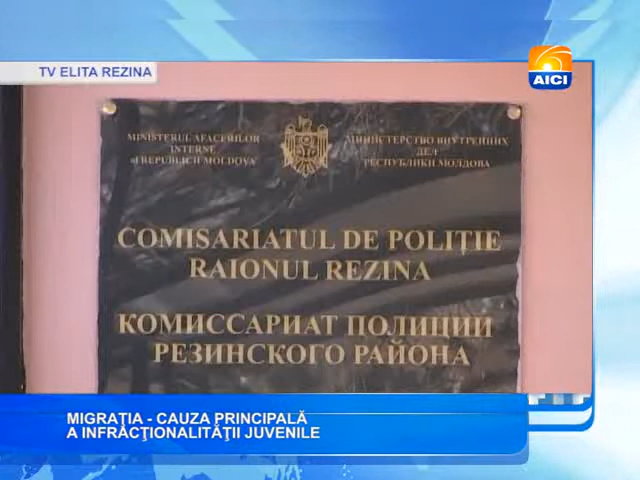 TV ELITA REZINA
AICI
MINISTERUL AFACERILOR
INTERNE
al REPUBLICII MOLDOVA
МИНИСТЕРСТВО ВНУТРЕННИХ
ДЕЛ
РЕСПУБЛИКИ МОЛДОВА
COMISARIATUL DE POLIȚIE
RAIONUL REZINA
КОМИССАРИАТ ПОЛИЦИИ
РЕЗИНСКОГО РАЙОНА
MIGRAȚIA - CAUZA PRINCIPALĂ
A INFRĂCŢIONALITĂŢII JUVENILE